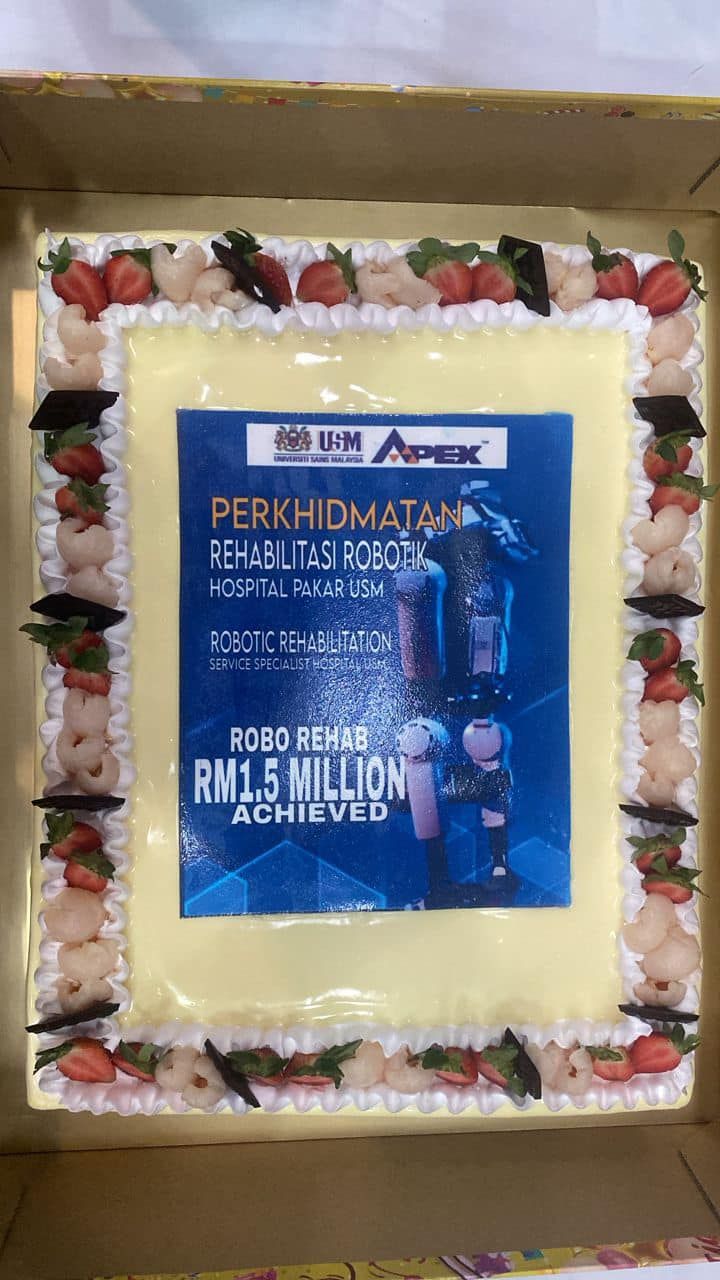 USM APEX™
UNIVERSITI SAINS MALAYSIA
PERKHIDMATAN
REHABILITASI ROBOTIK
HOSPITAL PAKAR USM
ROBOTIC REHABILITATION
SERVICE SPECIALIST HOSPITAL USM
ROBO REHAB
RM1.5 MILLION
ACHIEVED